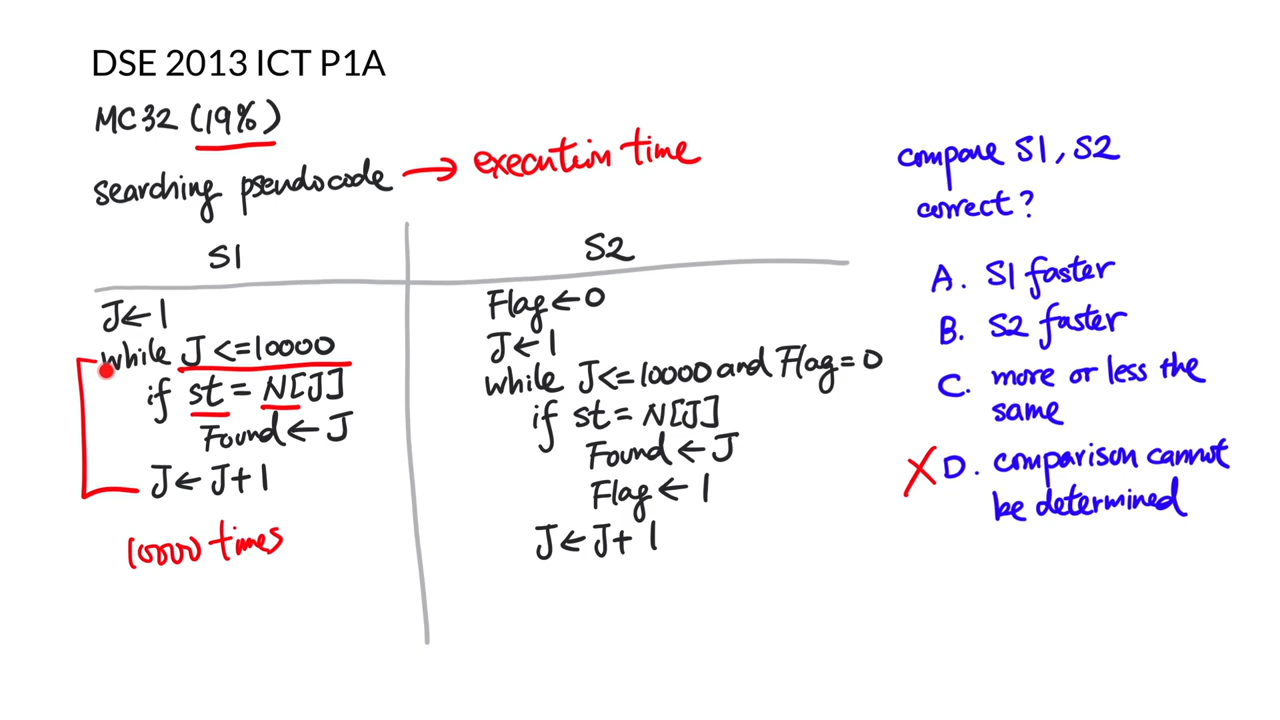 DSE 2013 ICT P1A
MC32 (19%)
searching pseudocode → execution time
S1
J←1
while J <=10000
if st = N[J]
Found ← J
J ← J+1
10000 times
S2
Flag ← 0
J ← 1
while J<=10000 and Flag = 0
if st = N[J]
Found ← J
Flag ← 1
J ← J+ 1
compare S1, S2
correct?
A. S1 faster
B. S2 faster
C. more or less the
same
X D. comparison cannot
be determined